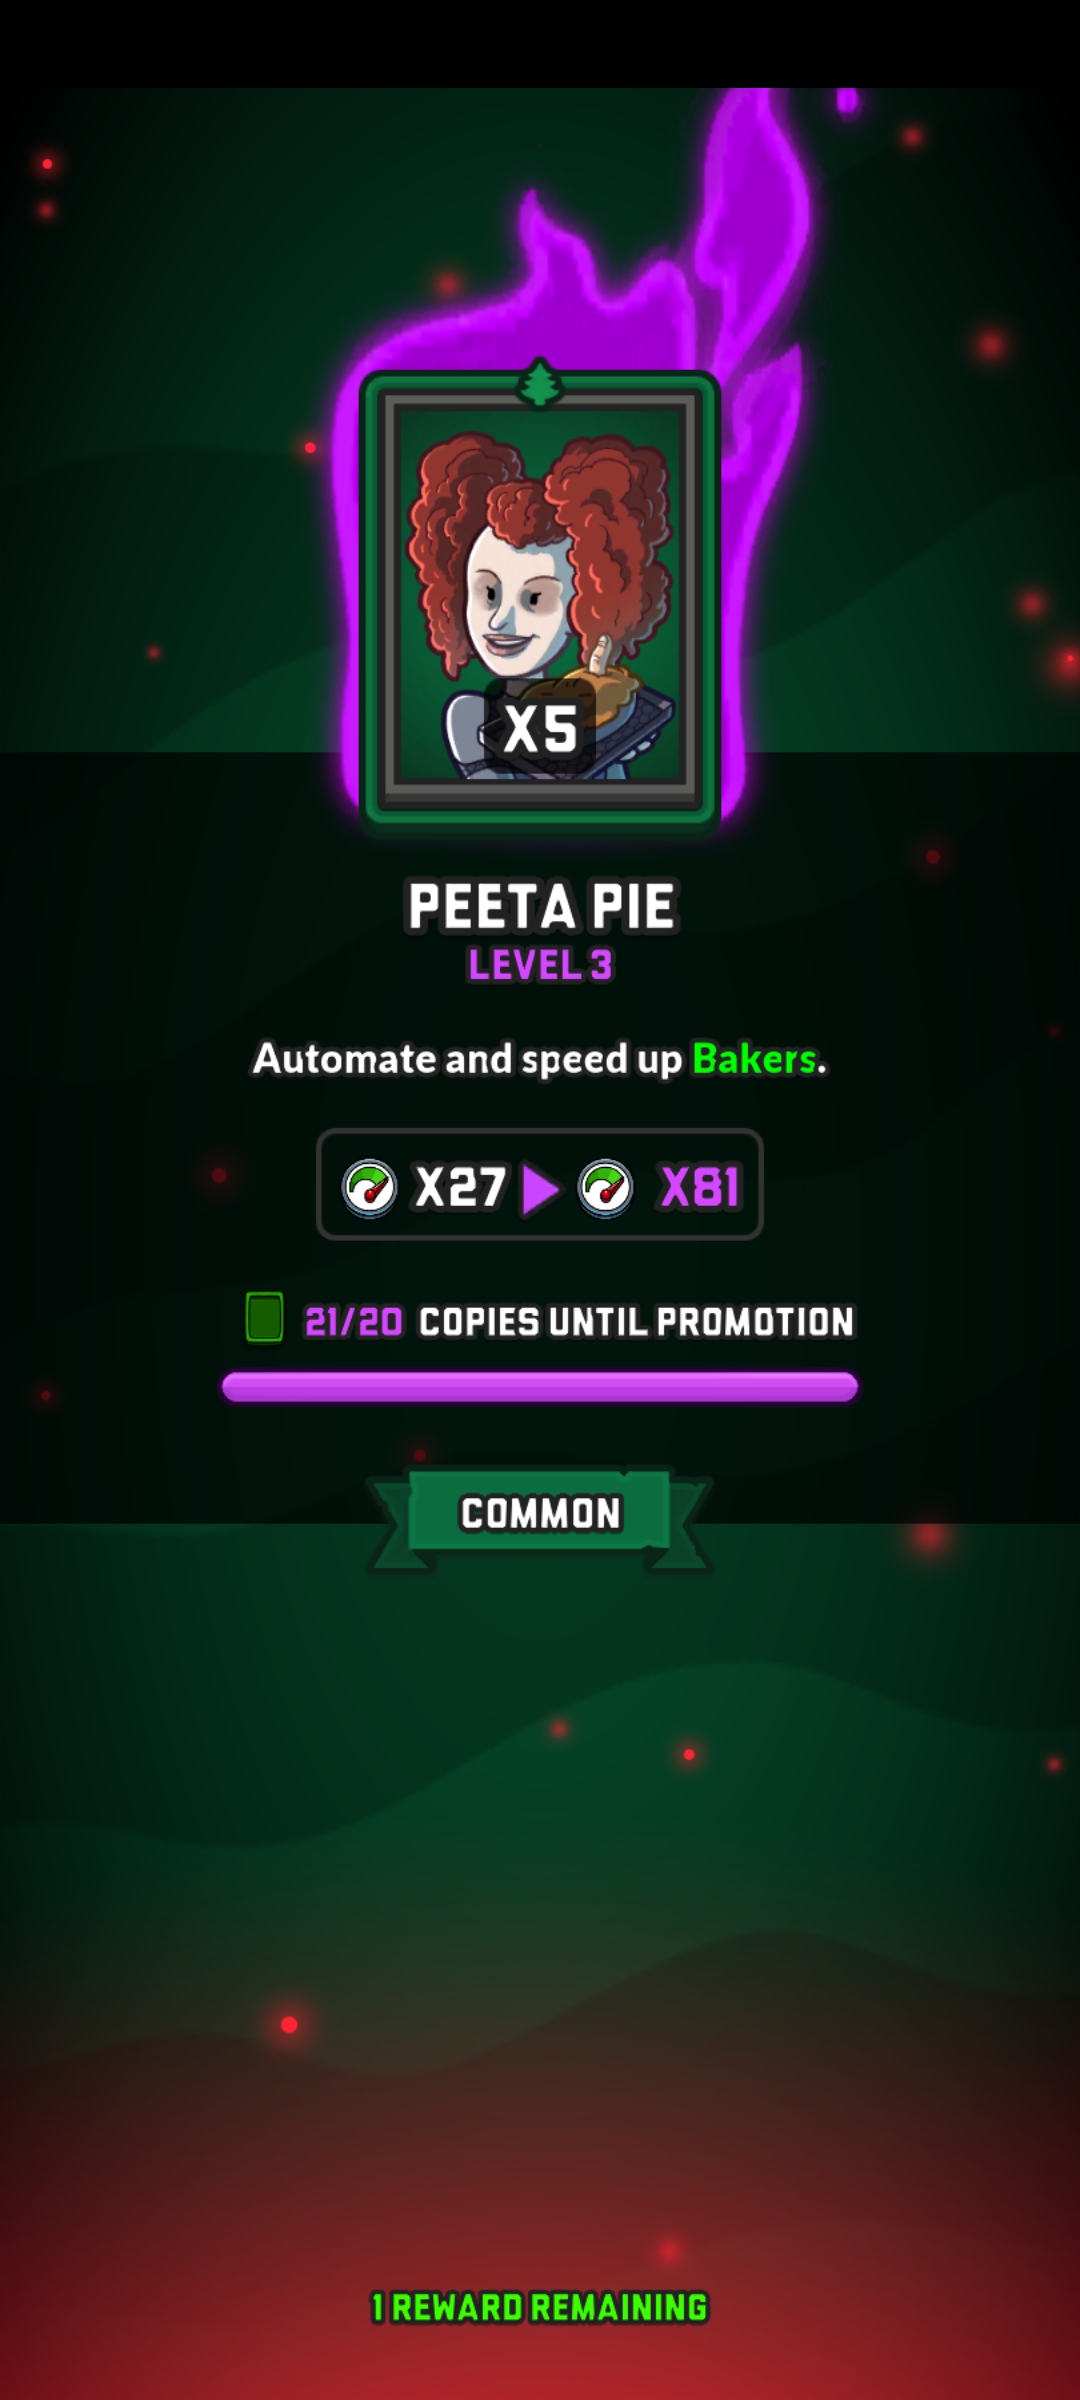 X5
PEETA PIE
LEVEL 3
Automate and speed up Bakers.
X27 X81
21/20 COPIES UNTIL PROMOTION
COMMON
1 REWARD REMAINING